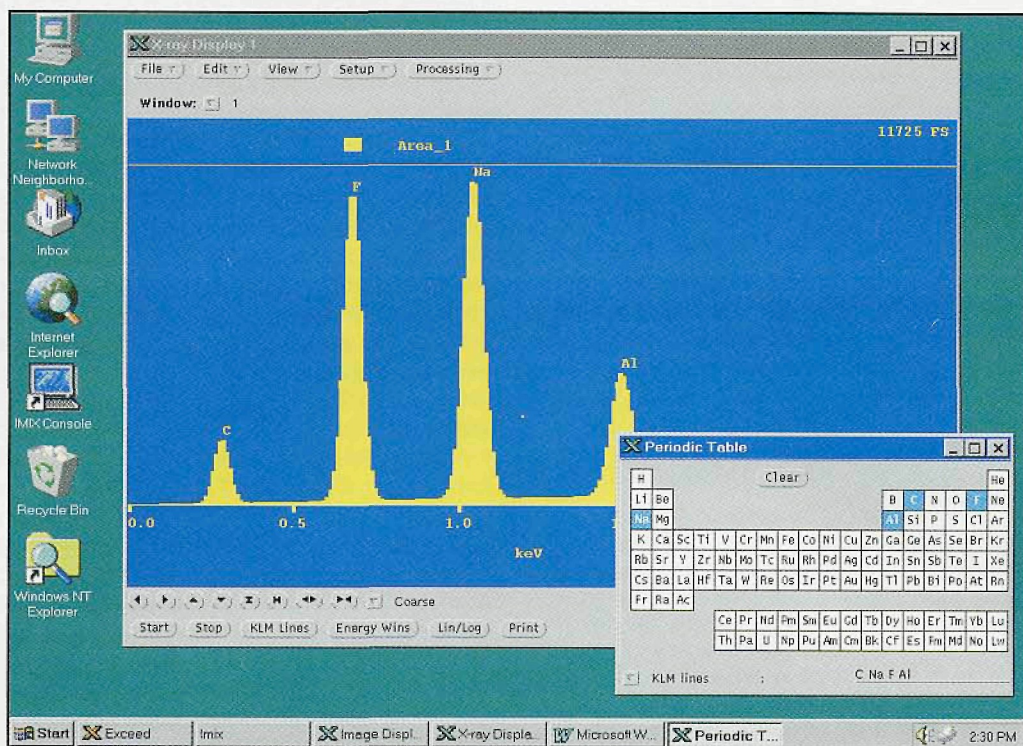 My Computer
Network
Neighborho...
Inbox
Internet
Explorer
IMIX Console
Recycle Bin
Windows NT
Explorer
X-ray Display 1
File Edit View Setup Processing
Window: 1
11725 FS
Area_1
C
F
Na
Al
0.0 0.5 1.0
keV
Coarse
Start Stop KLM Lines Energy Wins Lin/Log Print
Periodic Table
Clear
H He
Li Be B C N O F Ne
Na Mg Al Si P S Cl Ar
K Ca Sc Ti V Cr Mn Fe Co Ni Cu Zn Ga Ge As Se Br Kr
Rb Sr Y Zr Nb Mo Tc Ru Rh Pd Ag Cd In Sn Sb Te I Xe
Cs Ba La Hf Ta W Re Os Ir Pt Au Hg Tl Pb Bi Po At Rn
Fr Ra Ac
Ce Pr Nd Pm Sm Eu Gd Tb Dy Ho Er Tm Yb Lu
Th Pa U Np Pu Am Cm Bk Cf Es Fm Md No Lw
KLM lines : C Na F Al
Start Exceed Imix Image Displ... X-ray Displa... Microsoft W... Periodic T... 2:30 PM